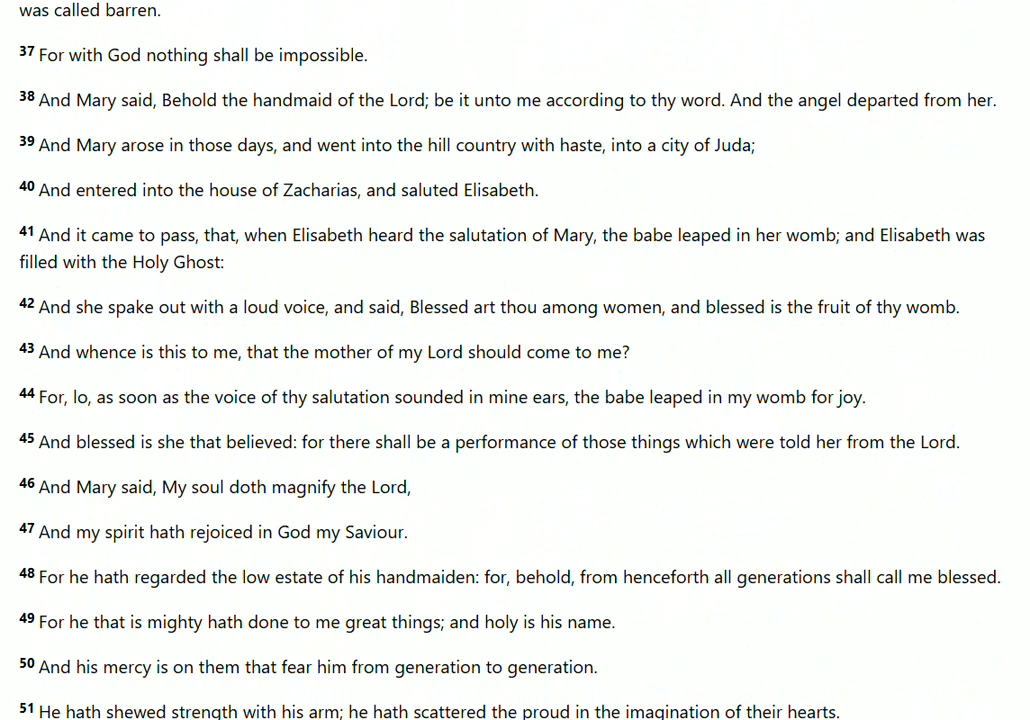 was called barren.
37 For with God nothing shall be impossible.
38 And Mary said, Behold the handmaid of the Lord; be it unto me according to thy word. And the angel departed from her.
39 And Mary arose in those days, and went into the hill country with haste, into a city of Juda;
40 And entered into the house of Zacharias, and saluted Elisabeth.
41 And it came to pass, that, when Elisabeth heard the salutation of Mary, the babe leaped in her womb; and Elisabeth was
filled with the Holy Ghost:
42 And she spake out with a loud voice, and said, Blessed art thou among women, and blessed is the fruit of thy womb.
43 And whence is this to me, that the mother of my Lord should come to me?
44 For, lo, as soon as the voice of thy salutation sounded in mine ears, the babe leaped in my womb for joy.
45 And blessed is she that believed: for there shall be a performance of those things which were told her from the Lord.
46 And Mary said, My soul doth magnify the Lord,
47 And my spirit hath rejoiced in God my Saviour.
48 For he hath regarded the low estate of his handmaiden: for, behold, from henceforth all generations shall call me blessed.
49 For he that is mighty hath done to me great things; and holy is his name.
50 And his mercy is on them that fear him from generation to generation.
51 He hath shewed strength with his arm; he hath scattered the proud in the imagination of their hearts.